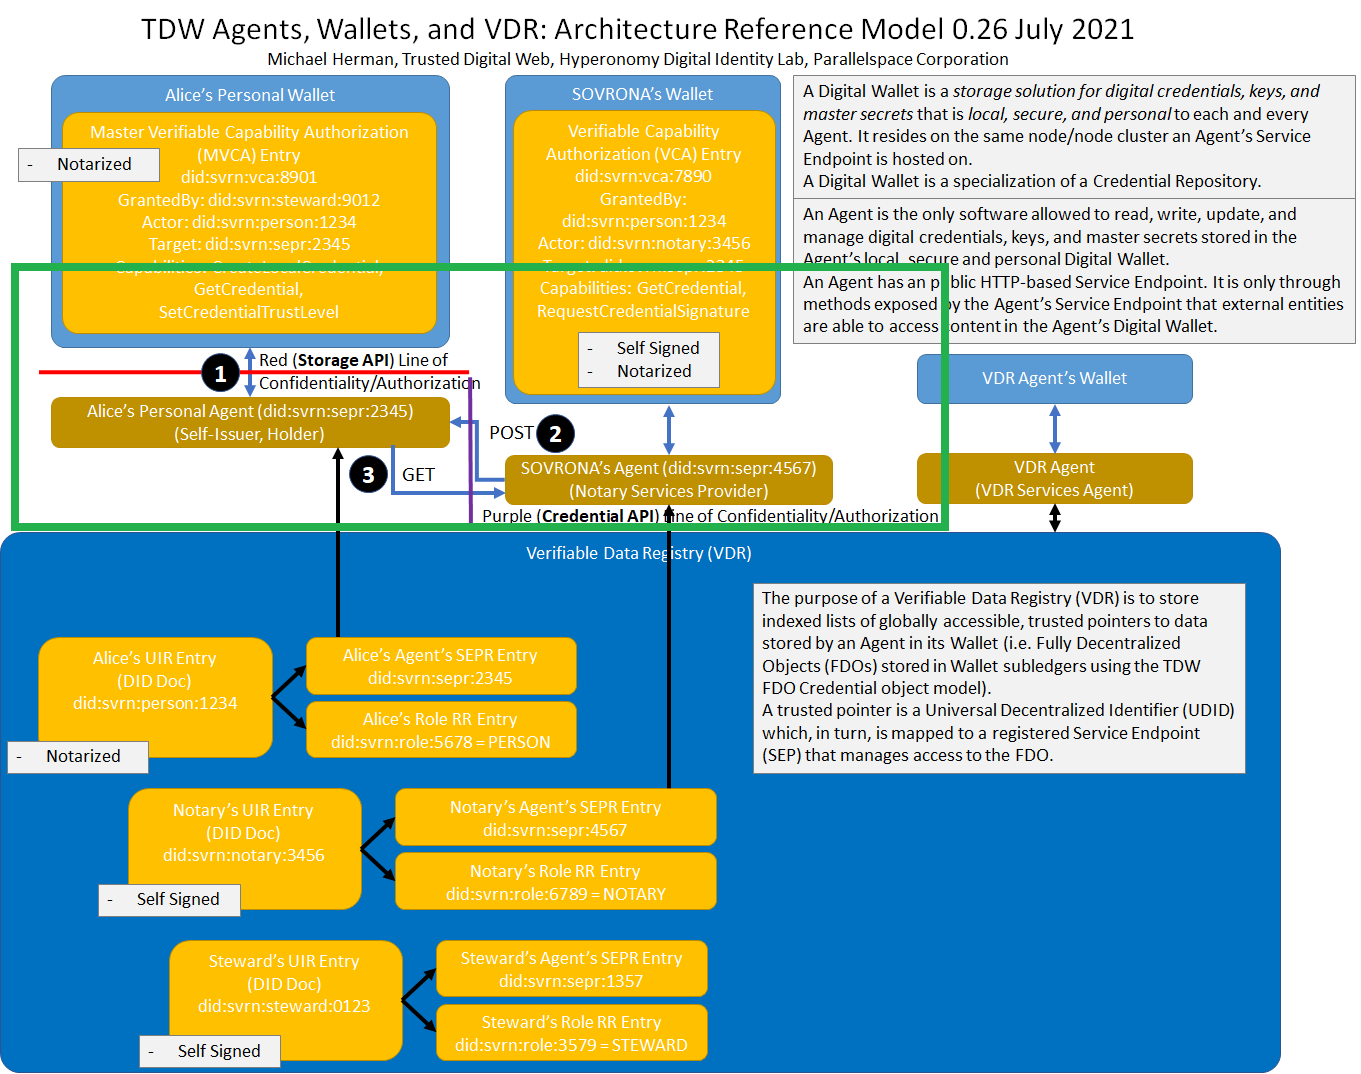 TDW Agents, Wallets, and VDR: Architecture Reference Model 0.26 July 2021
Michael Herman, Trusted Digital Web, Hyperonomy Digital Identity Lab, Parallelspace Corporation
Alice's Personal Wallet
Master Verifiable Capability Authorization
(MVCA) Entry
did:svrn:vca:8901
GrantedBy: did:svrn:steward:9012
Actor: did:svrn:person:1234
Target: did:svrn:sepr:2345
Capabilities: CreateLocalCredential,
GetCredential,
SetCredentialTrustLevel
- Notarized
SOVRONA's Wallet
Verifiable Capability
Authorization (VCA) Entry
did:svrn:vca:7890
GrantedBy:
did:svrn:person:1234
Actor: did:svrn:notary:3456
Target: did:svrn:sepr:2345
Capabilities: GetCredential,
RequestCredentialSignature
- Self Signed
- Notarized
A Digital Wallet is a storage solution for digital credentials, keys, and
master secrets that is local, secure, and personal to each and every
Agent. It resides on the same node/node cluster an Agent's Service
Endpoint is hosted on.
A Digital Wallet is a specialization of a Credential Repository.
An Agent is the only software allowed to read, write, update, and
manage digital credentials, keys, and master secrets stored in the
Agent's local, secure and personal Digital Wallet.
An Agent has an public HTTP-based Service Endpoint. It is only through
methods exposed by the Agent's Service Endpoint that external entities
are able to access content in the Agent's Digital Wallet.
1
Red (Storage API) Line of
Confidentiality/Authorization
Alice's Personal Agent (did:svrn:sepr:2345)
(Self-Issuer, Holder)
POST
2
3
GET
SOVRONA's Agent (did:svrn:sepr:4567)
(Notary Services Provider)
Purple (Credential API) Line of Confidentiality/Authorization
VDR Agent's Wallet
VDR Agent
(VDR Services Agent)
Verifiable Data Registry (VDR)
The purpose of a Verifiable Data Registry (VDR) is to store
indexed lists of globally accessible, trusted pointers to data
stored by an Agent in its Wallet (i.e. Fully Decentralized
Objects (FDOs) stored in Wallet subledgers using the TDW
FDO Credential object model).
A trusted pointer is a Universal Decentralized Identifier (UDID)
which, in turn, is mapped to a registered Service Endpoint
(SEP) that manages access to the FDO.
Alice's UIR Entry
(DID Doc)
did:svrn:person:1234
- Notarized
Alice's Agent's SEPR Entry
did:svrn:sepr:2345
Alice's Role RR Entry
did:svrn:role:5678 = PERSON
Notary's UIR Entry
(DID Doc)
did:svrn:notary:3456
- Self Signed
Notary's Agent's SEPR Entry
did:svrn:sepr:4567
Notary's Role RR Entry
did:svrn:role:6789 = NOTARY
Steward's UIR Entry
(DID Doc)
did:svrn:steward:0123
- Self Signed
Steward's Agent's SEPR Entry
did:svrn:sepr:1357
Steward's Role RR Entry
did:svrn:role:3579 = STEWARD